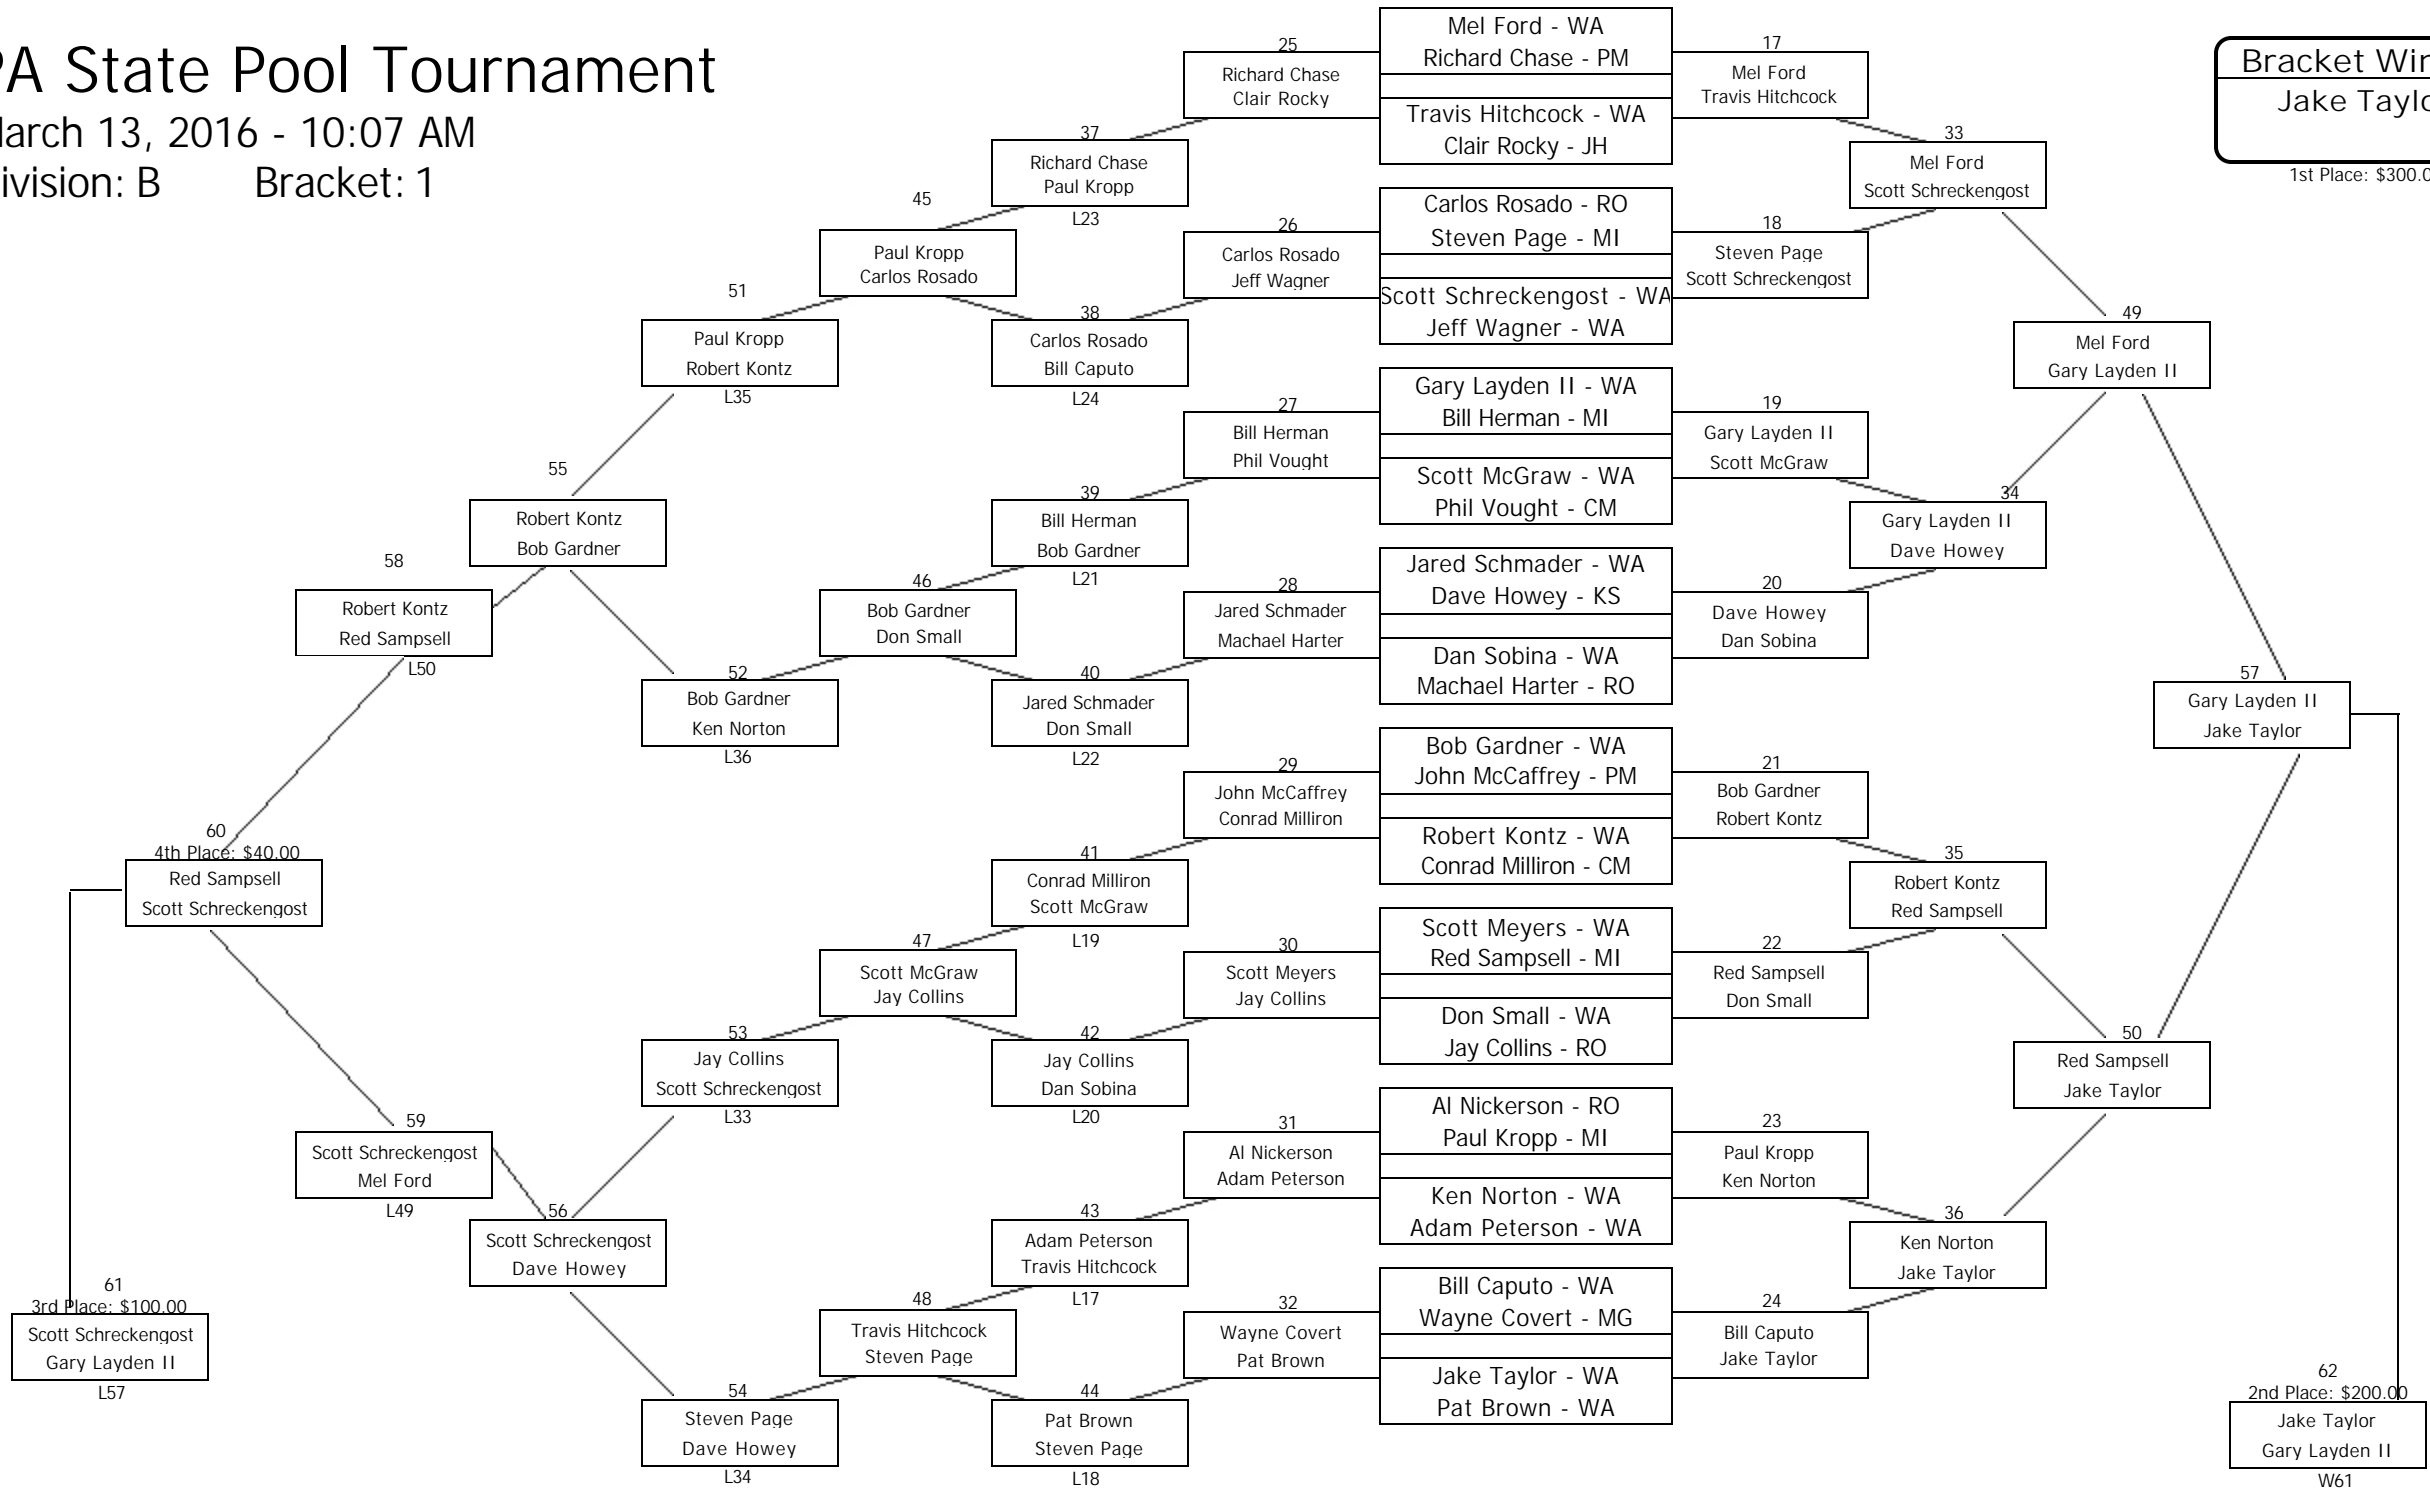 PA State Pool Tournament
March 13, 2016 - 10:07 AM
Division: B Bracket: 1
Bracket Win
Jake Taylo
1st Place: $300.0
60
4th Place: $40.00
Red Sampsell
Scott Schreckengost
61
3rd Place: $100.00
Scott Schreckengost
Gary Layden II
L57
58
Robert Kontz
Red Sampsell
L50
59
Scott Schreckengost
Mel Ford
L49
55
Robert Kontz
Bob Gardner
56
Scott Schreckengost
Dave Howey
51
Paul Kropp
Robert Kontz
L35
52
Bob Gardner
Ken Norton
L36
53
Jay Collins
Scott Schreckengost
L33
54
Steven Page
Dave Howey
L34
45
Paul Kropp
Carlos Rosado
46
Bob Gardner
Don Small
47
Scott McGraw
Jay Collins
48
Travis Hitchcock
Steven Page
37
Richard Chase
Paul Kropp
L23
38
Carlos Rosado
Bill Caputo
L24
39
Bill Herman
Bob Gardner
L21
40
Jared Schmader
Don Small
L22
41
Conrad Milliron
Scott McGraw
L19
42
Jay Collins
Dan Sobina
L20
43
Adam Peterson
Travis Hitchcock
L17
44
Pat Brown
Steven Page
L18
25
Richard Chase
Clair Rocky
26
Carlos Rosado
Jeff Wagner
27
Bill Herman
Phil Vought
28
Jared Schmader
Machael Harter
29
John McCaffrey
Conrad Milliron
30
Scott Meyers
Jay Collins
31
Al Nickerson
Adam Peterson
32
Wayne Covert
Pat Brown
Mel Ford - WA
Richard Chase - PM
Travis Hitchcock - WA
Clair Rocky - JH
Carlos Rosado - RO
Steven Page - MI
Scott Schreckengost - WA
Jeff Wagner - WA
Gary Layden II - WA
Bill Herman - MI
Scott McGraw - WA
Phil Vought - CM
Jared Schmader - WA
Dave Howey - KS
Dan Sobina - WA
Machael Harter - RO
Bob Gardner - WA
John McCaffrey - PM
Robert Kontz - WA
Conrad Milliron - CM
Scott Meyers - WA
Red Sampsell - MI
Don Small - WA
Jay Collins - RO
Al Nickerson - RO
Paul Kropp - MI
Ken Norton - WA
Adam Peterson - WA
Bill Caputo - WA
Wayne Covert - MG
Jake Taylor - WA
Pat Brown - WA
17
Mel Ford
Travis Hitchcock
18
Steven Page
Scott Schreckengost
19
Gary Layden II
Scott McGraw
20
Dave Howey
Dan Sobina
21
Bob Gardner
Robert Kontz
22
Red Sampsell
Don Small
23
Paul Kropp
Ken Norton
24
Bill Caputo
Jake Taylor
33
Mel Ford
Scott Schreckengost
34
Gary Layden II
Dave Howey
35
Robert Kontz
Red Sampsell
36
Ken Norton
Jake Taylor
49
Mel Ford
Gary Layden II
50
Red Sampsell
Jake Taylor
57
Gary Layden II
Jake Taylor
62
2nd Place: $200.00
Jake Taylor
Gary Layden II
W61